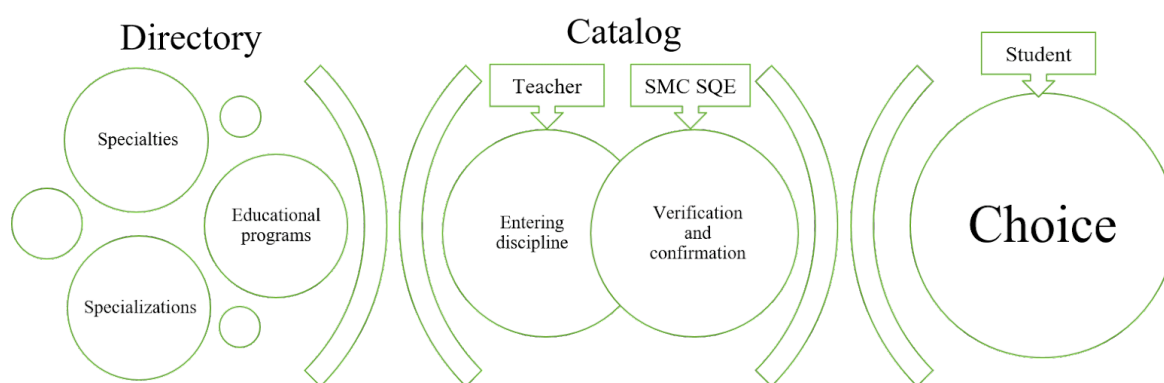 Directory
Specialties
Educational
programs
Specializations
Catalog
Teacher
SMC SQE
Entering
discipline
Verification
and
confirmation
Student
Choice